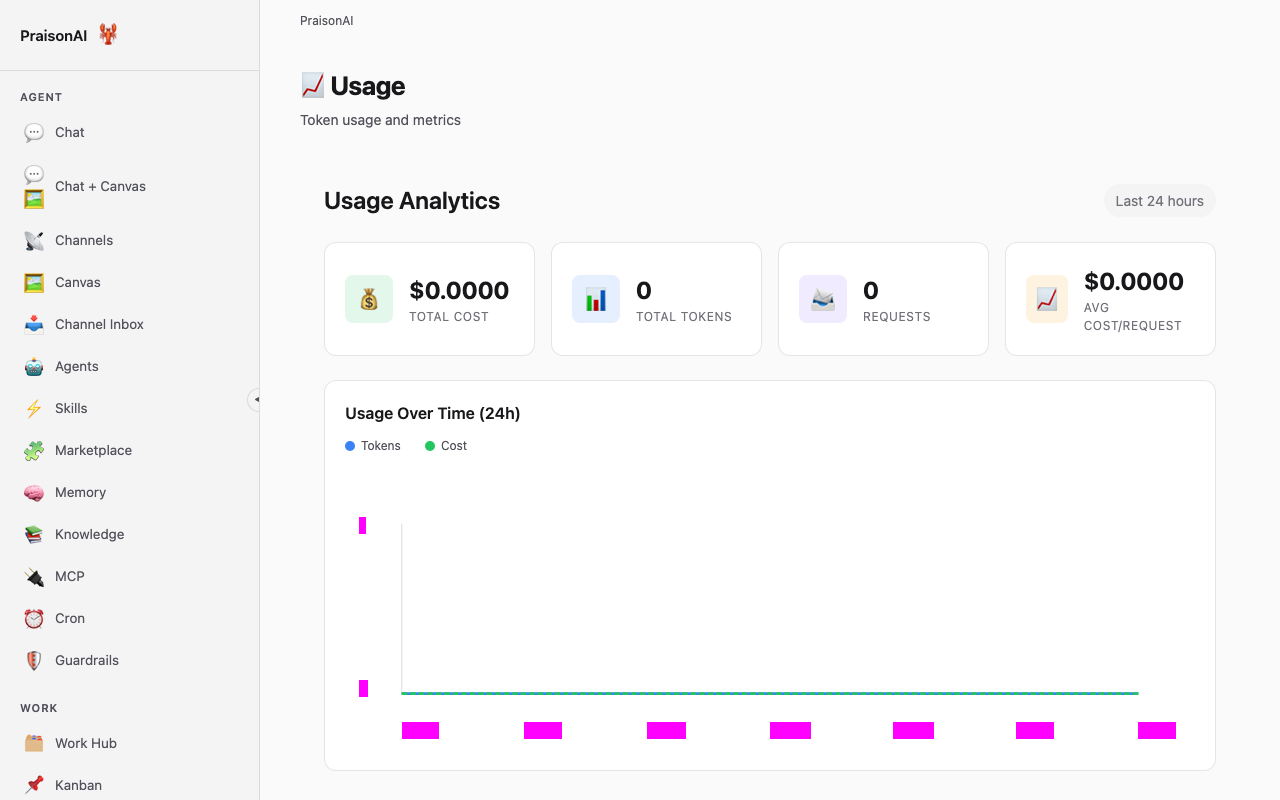 PraisonAI
AGENT
Chat
Chat + Canvas
Channels
Canvas
Channel Inbox
Agents
Skills
Marketplace
Memory
Knowledge
MCP
Cron
Guardrails
WORK
Work Hub
Kanban
PraisonAI
Usage
Token usage and metrics
Usage Analytics
Last 24 hours
$0.0000
TOTAL COST
0
TOTAL TOKENS
0
REQUESTS
$0.0000
AVG
COST/REQUEST
Usage Over Time (24h)
Tokens
Cost